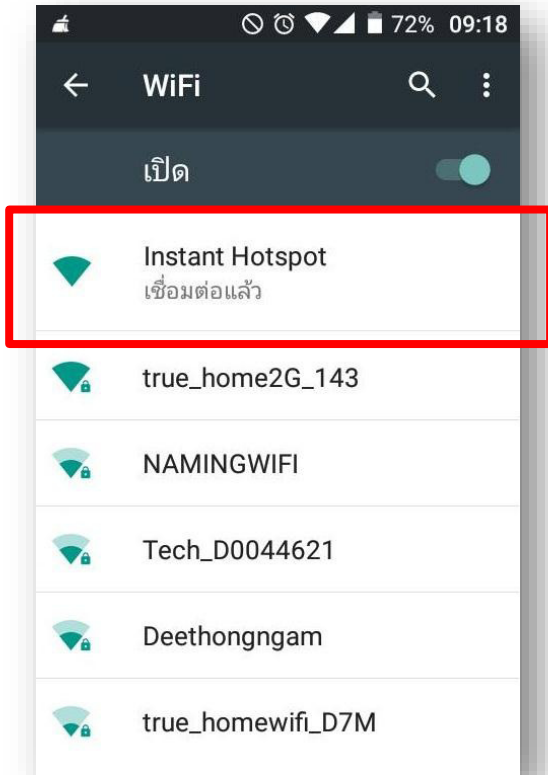 72% 09:18
WiFi
เปิด
Instant Hotspot
เชื่อมต่อแล้ว
true_home2G_143
NAMINGWIFI
Tech_D0044621
Deethongngam
true_homewifi_D7M